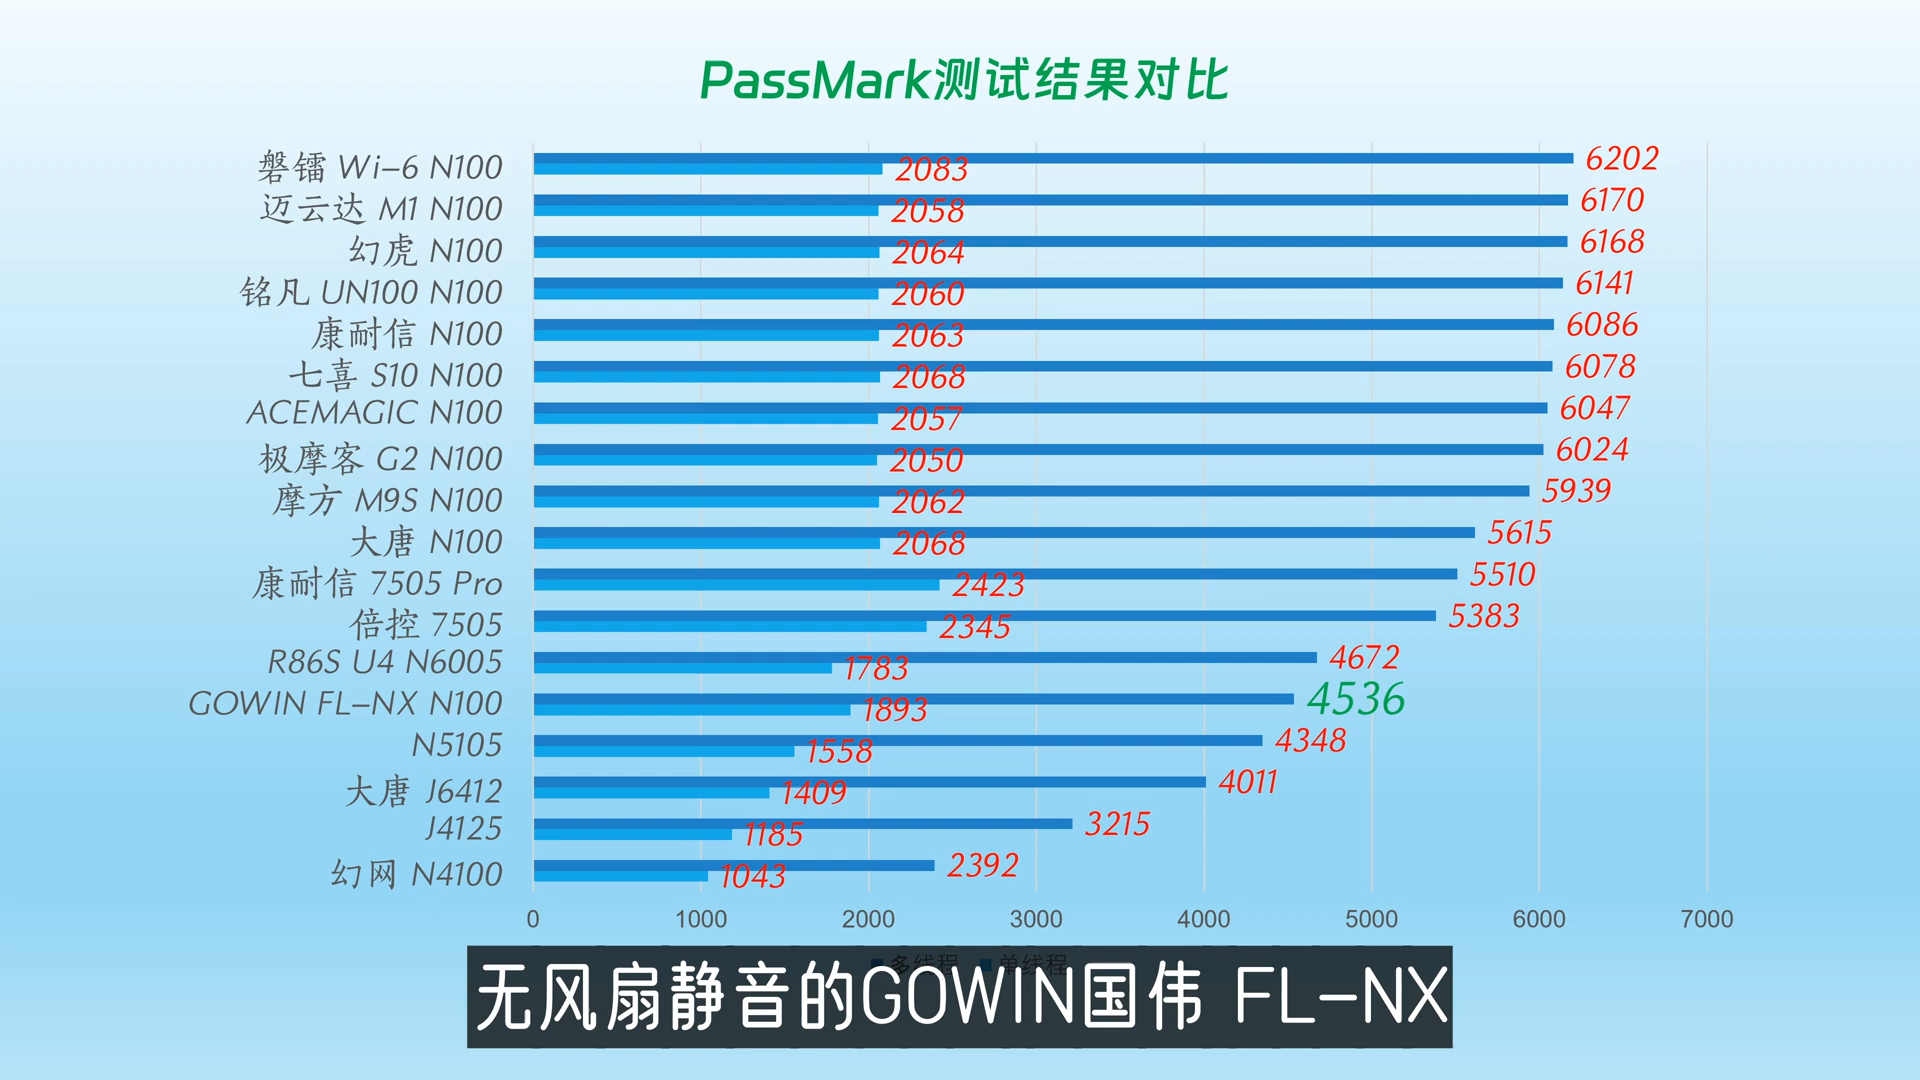 PassMark测试结果对比
磐镭 Wi-6 N100 2083 6202
迈云达 M1 N100 2058 6170
幻虎 N100 2064 6168
铭凡 UN100 N100 2060 6141
康耐信 N100 2063 6086
七喜 S10 N100 2068 6078
ACEMAGIC N100 2057 6047
极摩客 G2 N100 2050 6024
摩方 M9S N100 2062 5939
大唐 N100 2068 5615
康耐信 7505 Pro 2423 5510
倍控 7505 2345 5383
R86S U4 N6005 1783 4672
GOWIN FL-NX N100 1893 4536
N5105 1558 4348
大唐 J6412 1409 4011
J4125 1185 3215
幻网 N4100 1043 2392
0 1000 2000 3000 4000 5000 6000 7000
多线程 单线程
无风扇静音的GOWIN国伟 FL-NX